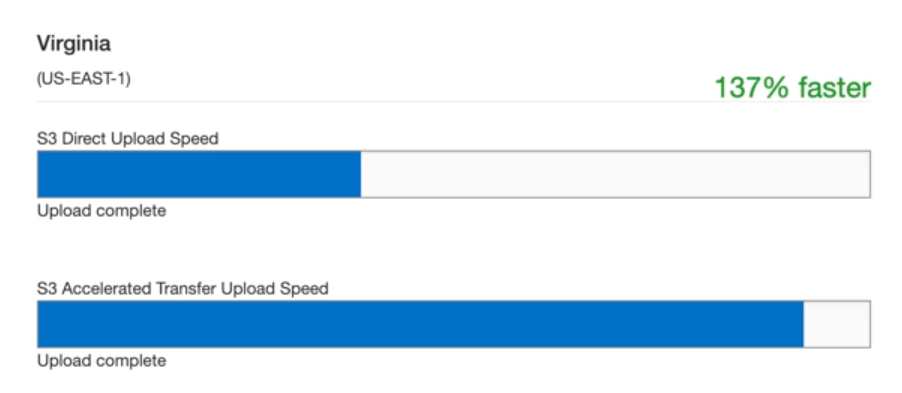 Virginia
(US-EAST-1)
137% faster
S3 Direct Upload Speed
Upload complete
S3 Accelerated Transfer Upload Speed
Upload complete